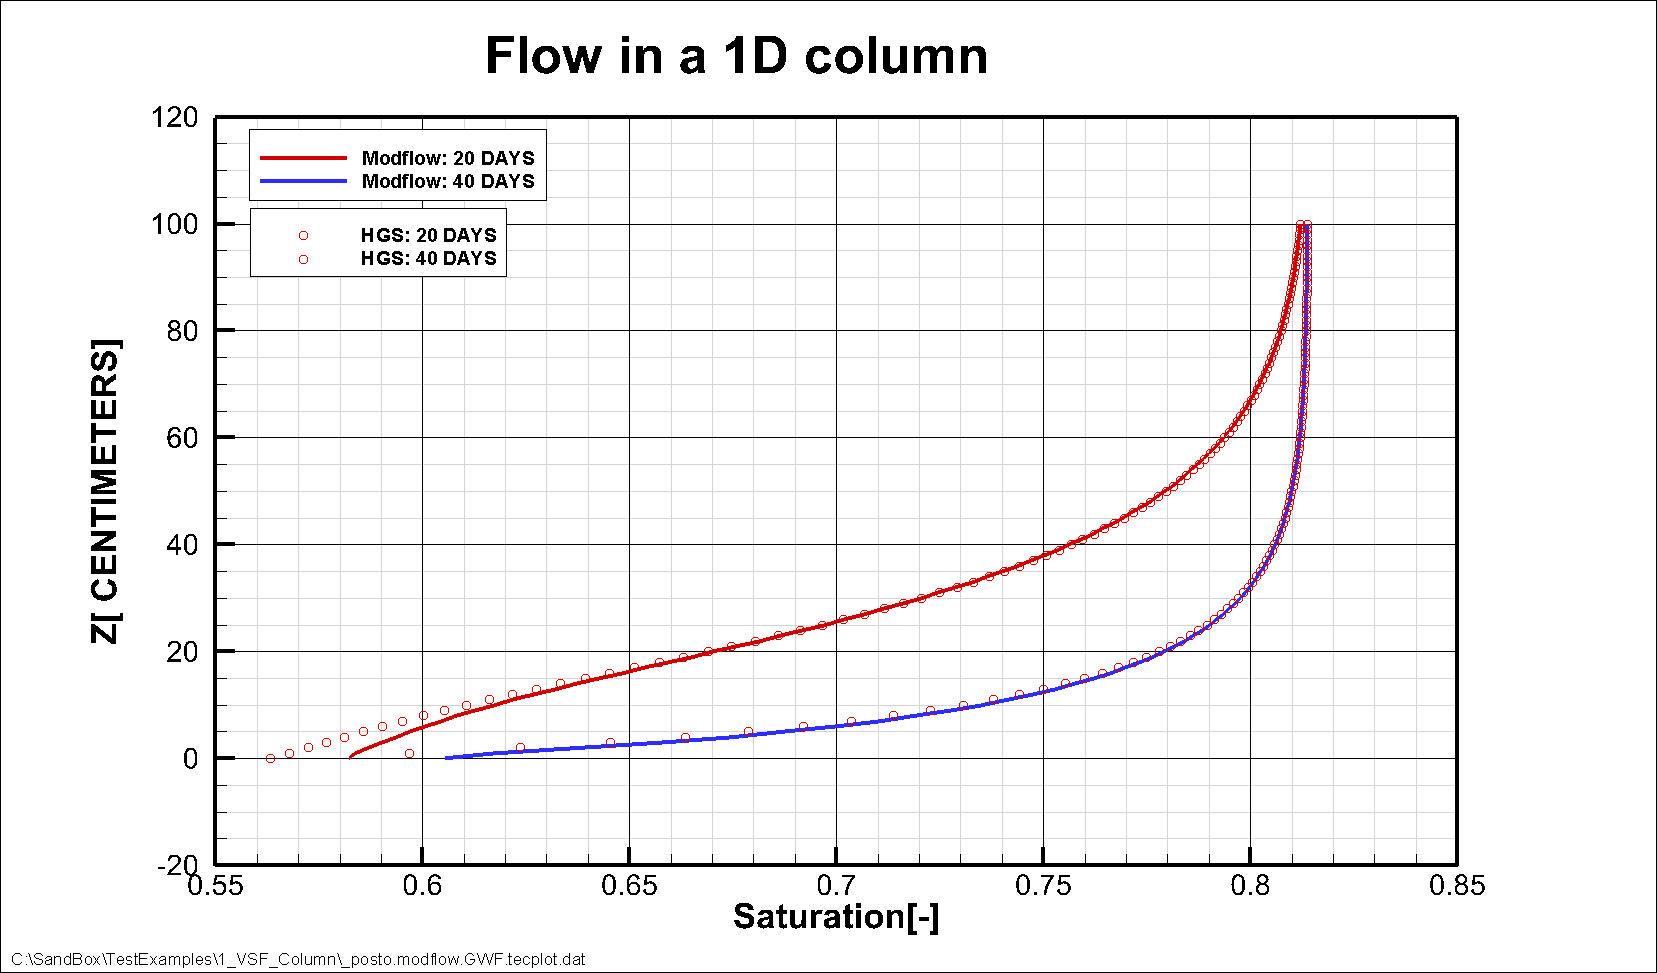 Flow in a 1D column
120
100
80
60
40
20
0
-20
Z[ CENTIMETERS]
Modflow: 20 DAYS
Modflow: 40 DAYS
HGS: 20 DAYS
HGS: 40 DAYS
0.55 0.6 0.65 0.7 0.75 0.8 0.85
Saturation[-]
C:\SandBox\TestExamples\1_VSF_Column\_posto.modflow.GWF.tecplot.dat